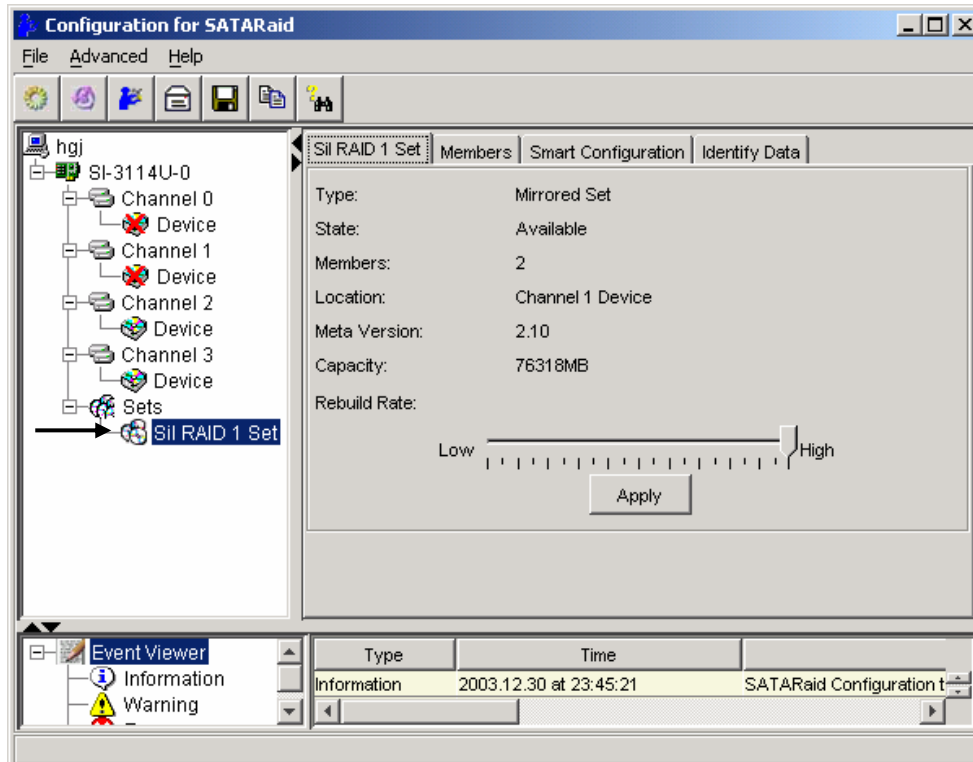 Configuration for SATARaid
File Advanced Help
hgj
SI-3114U-0
Channel 0
Device
Channel 1
Device
Channel 2
Device
Channel 3
Device
Sets
Sil RAID 1 Set
Sil RAID 1 Set Members Smart Configuration Identify Data
Type: Mirrored Set
State: Available
Members: 2
Location: Channel 1 Device
Meta Version: 2.10
Capacity: 76318MB
Rebuild Rate:
Low High
Apply
Event Viewer
Information
Warning
Type Time
Information 2003.12.30 at 23:45:21 SATARaid Configuration t